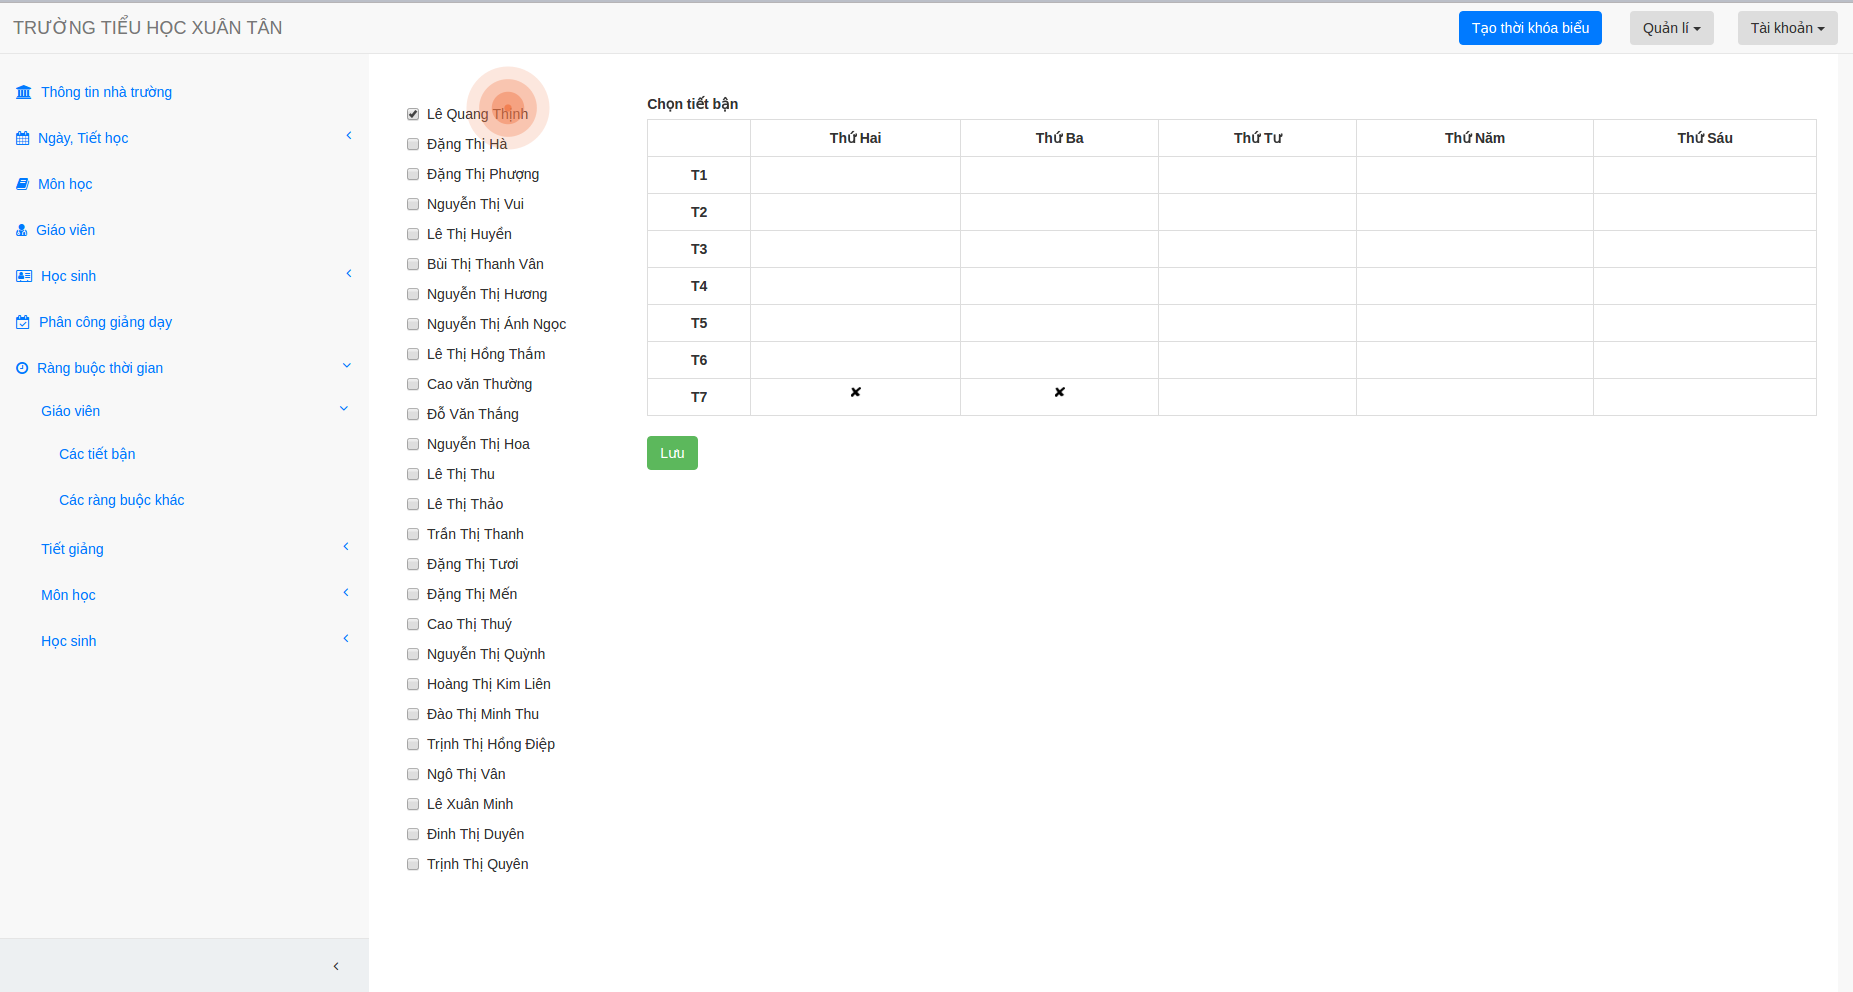 TRƯỜNG TIỂU HỌC XUÂN TÂN
Tạo thời khóa biểu
Quản lí
Tài khoản
Thông tin nhà trường
Ngày, Tiết học
Môn học
Giáo viên
Học sinh
Phân công giảng dạy
Ràng buộc thời gian
Giáo viên
Các tiết bận
Các ràng buộc khác
Tiết giảng
Môn học
Học sinh
Lê Quang Thịnh
Đặng Thị Hà
Đặng Thị Phượng
Nguyễn Thị Vui
Lê Thị Huyền
Bùi Thị Thanh Vân
Nguyễn Thị Hương
Nguyễn Thị Ánh Ngọc
Lê Thị Hồng Thắm
Cao văn Thường
Đỗ Văn Thắng
Nguyễn Thị Hoa
Lê Thị Thu
Lê Thị Thảo
Trần Thị Thanh
Đặng Thị Tươi
Đặng Thị Mến
Cao Thị Thuý
Nguyễn Thị Quỳnh
Hoàng Thị Kim Liên
Đào Thị Minh Thu
Trịnh Thị Hồng Điệp
Ngô Thị Vân
Lê Xuân Minh
Đinh Thị Duyên
Trịnh Thị Quyên
Chọn tiết bận
Thứ Hai Thứ Ba Thứ Tư Thứ Năm Thứ Sáu
T1
T2
T3
T4
T5
T6
T7 ✘ ✘
Lưu